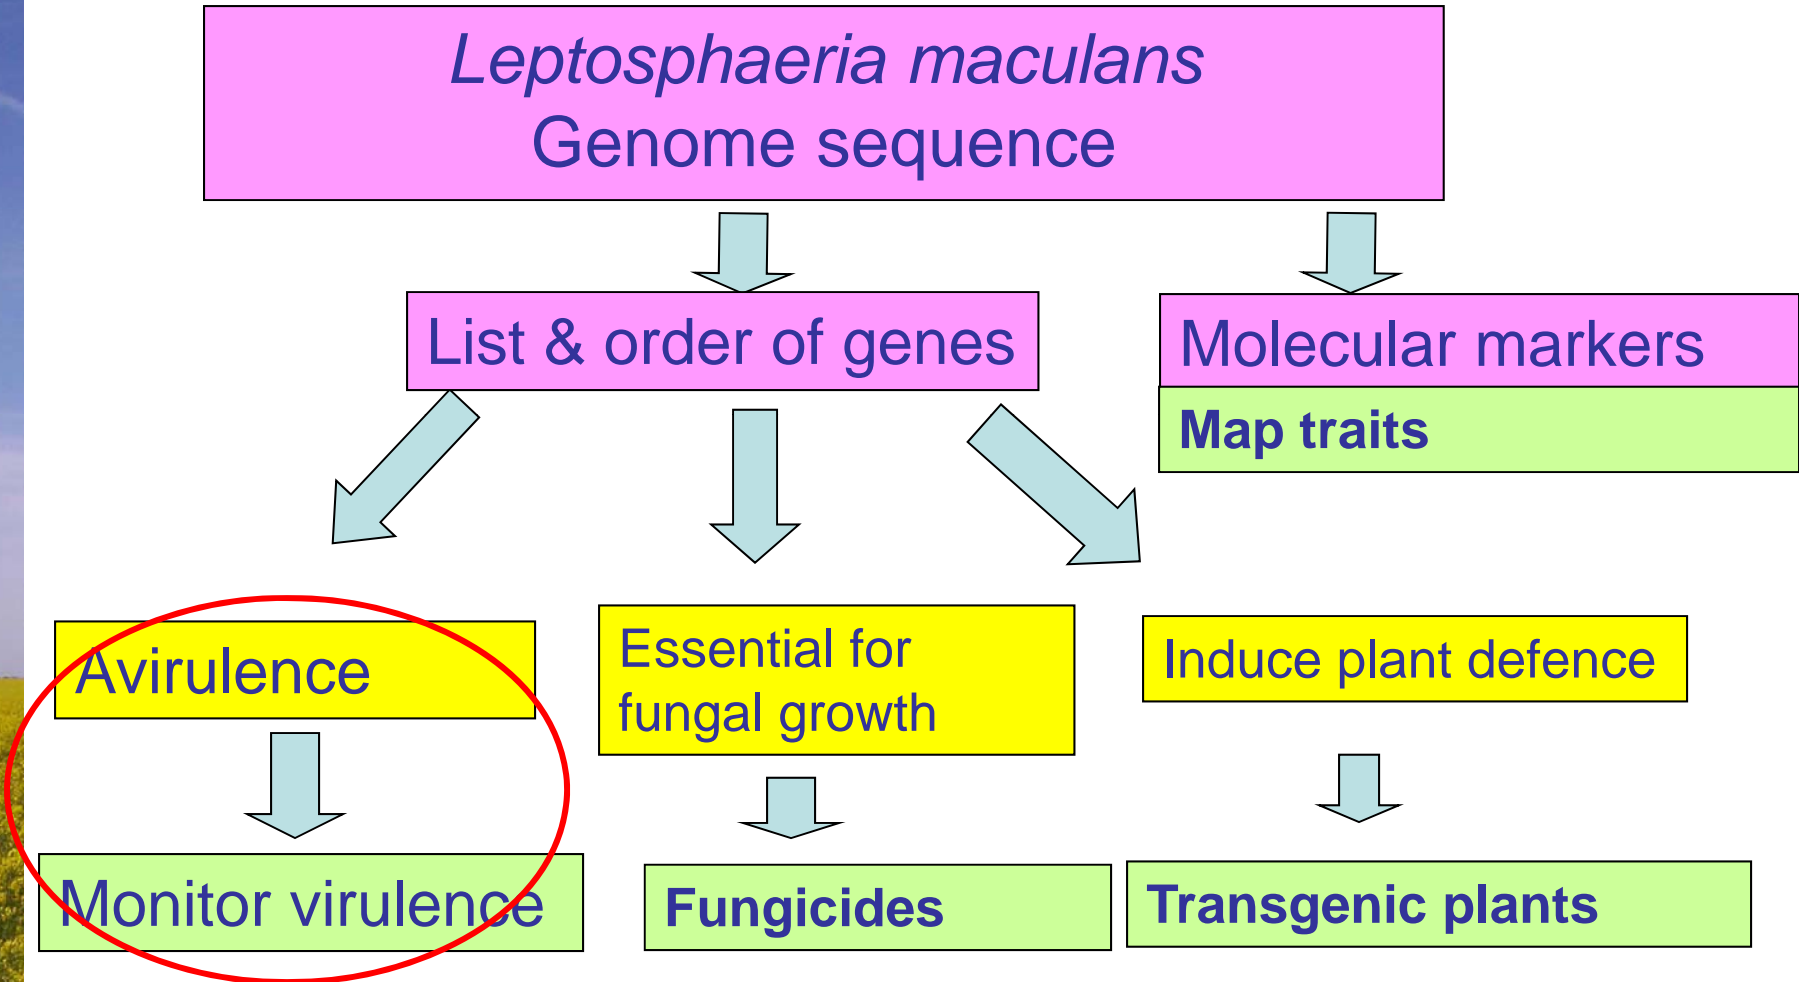 Leptosphaeria maculans
Genome sequence
List & order of genes
Molecular markers
Map traits
Avirulence
Essential for
fungal growth
Induce plant defence
Monitor virulence
Fungicides
Transgenic plants